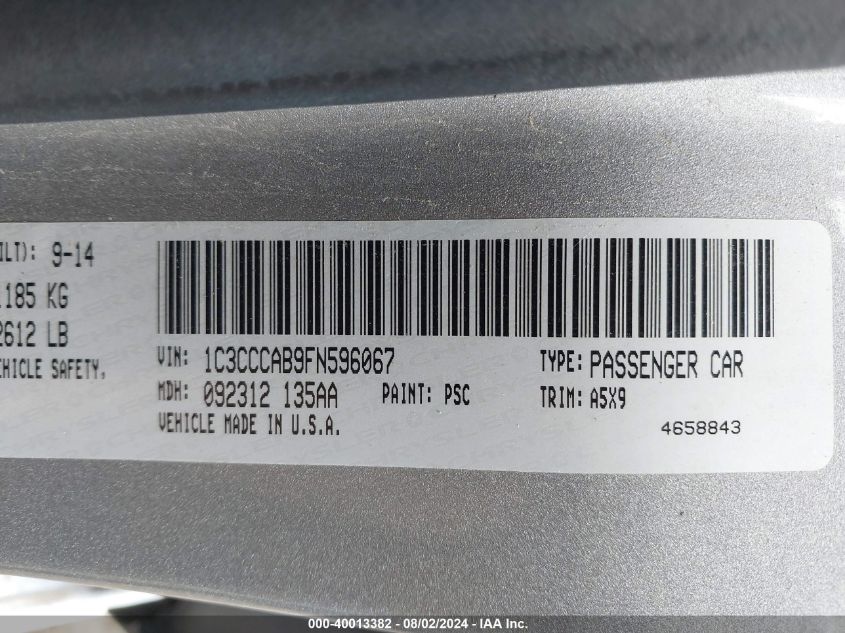 ILT): 9-14
185 KG
2612 LB
EHICLE SAFETY,
VIN: 1C3CCCAB9FN596067
TYPE: PASSENGER CAR
MDH: 092312 135AA
PAINT: PSC
TRIM: A5X9
VEHICLE MADE IN U.S.A.
4658843
000-40013382 - 08/02/2024 - IAA Inc.